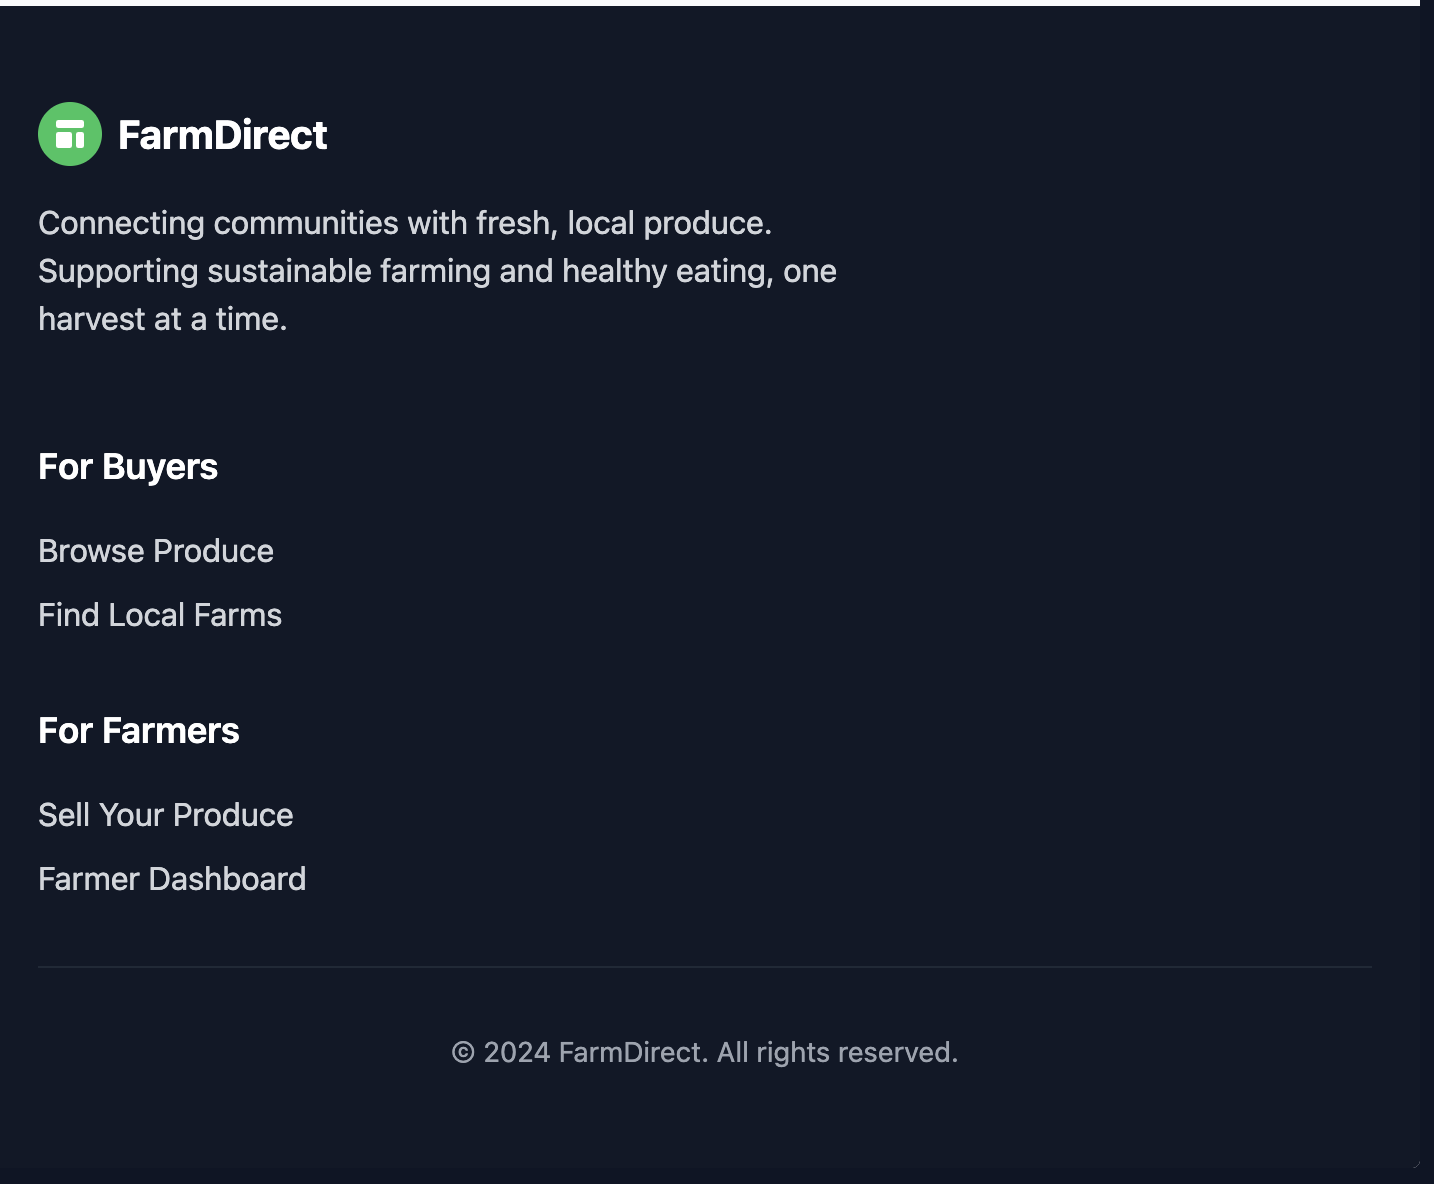 FarmDirect
Connecting communities with fresh, local produce.
Supporting sustainable farming and healthy eating, one
harvest at a time.
For Buyers
Browse Produce
Find Local Farms
For Farmers
Sell Your Produce
Farmer Dashboard
© 2024 FarmDirect. All rights reserved.